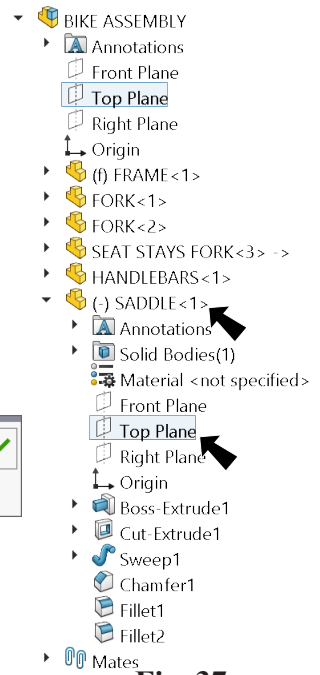 BIKE ASSEMBLY
Annotations
Front Plane
Top Plane
Right Plane
Origin
(f) FRAME<1>
FORK<1>
FORK<2>
SEAT STAYS FORK<3> ->
HANDLEBARS<1>
(-) SADDLE<1>
Annotations
Solid Bodies(1)
Material <not specified>
Front Plane
Top Plane
Right Plane
Origin
Boss-Extrude1
Cut-Extrude1
Sweep1
Chamfer1
Fillet1
Fillet2
Mates